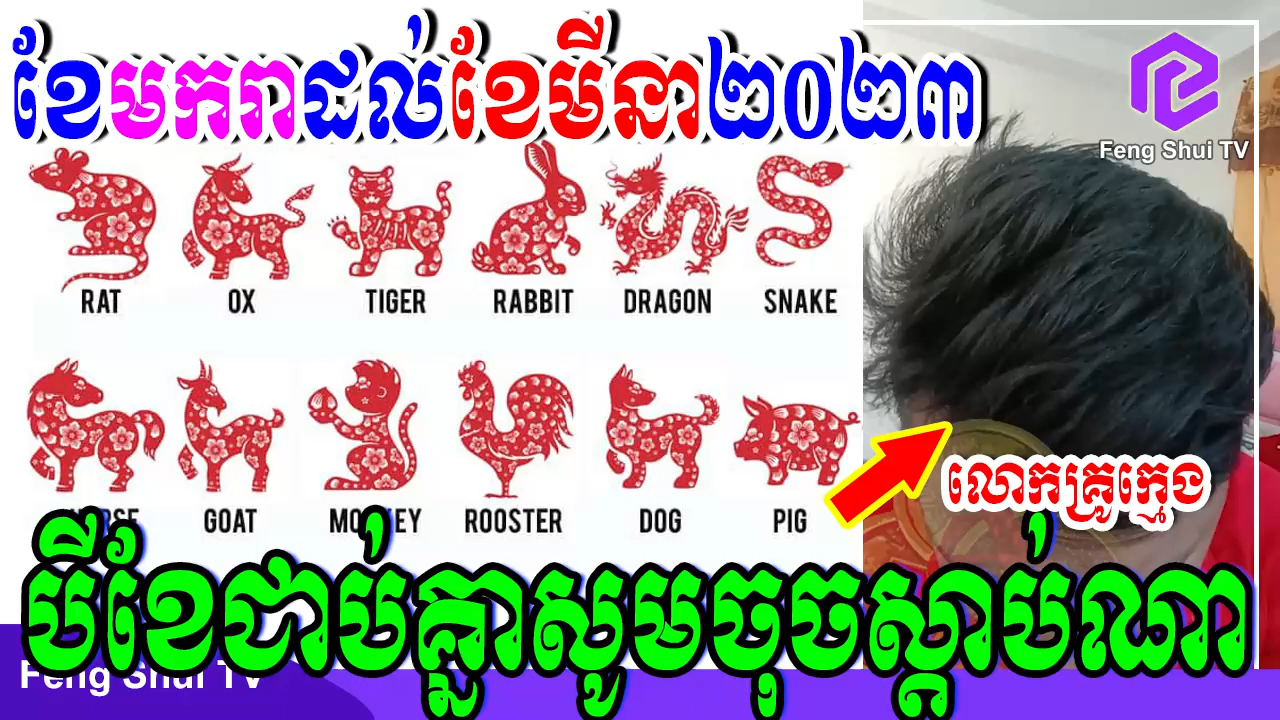 ខែមករាដល់ខែមីនា២០២៣
Feng Shui TV
RAT OX TIGER RABBIT DRAGON SNAKE
លោកគ្រូក្មេង
HORSE GOAT MONKEY ROOSTER DOG PIG
បីខែជាប់គ្នាសូមចុចស្តាប់ណា
Feng Shui TV